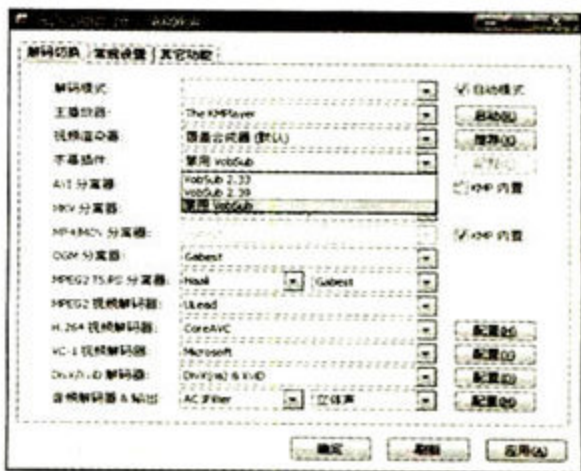 解码切换 常规设置 其它功能
解码模式: 自动模式
主播放器: The KMPlayer 启动
视频渲染器: 覆盖合成器 (默认) 推荐
字幕插件: 禁用 VobSub
AVI 分离器: KMP 内置
VobSub 2.33
VobSub 2.39
MKV 分离器: 禁用 VobSub
MP4/MOV 分离器: KMP 内置
OGM 分离器: Gabest
MPEG2 TS/PS 分离器: Haali Gabest
MPEG2 视频解码器: ULead
H.264 视频解码器: CoreAVC 配置(H)
VC-1 视频解码器: Microsoft 配置
DivX/XviD 解码器: DivX(as) & XviD 配置
音频解码器 & 输出: AC3Filter 立体声 配置
确定 刷新 应用(A)